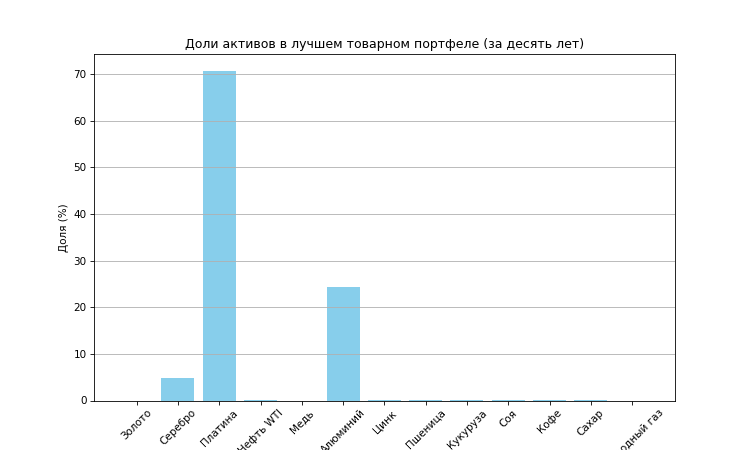 Доли активов в лучшем товарном портфеле (за десять лет)
Доля (%)
70
60
50
40
30
20
10
0
Золото
Серебро
Платина
Нефть WTI
Медь
Алюминий
Цинк
Пшеница
Кукуруза
Соя
Кофе
Сахар
одный газ